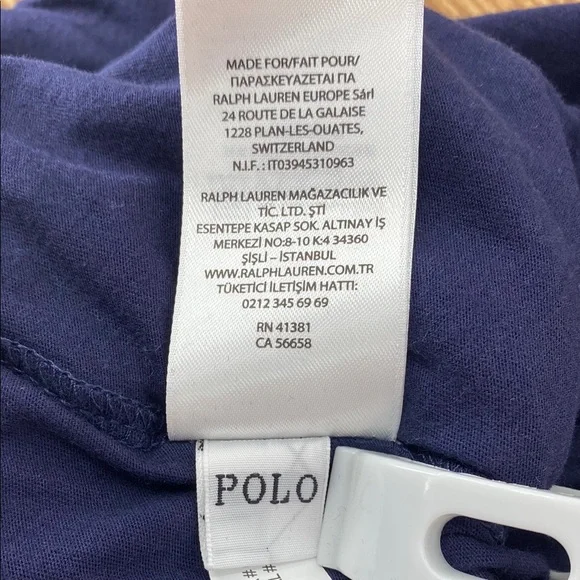 MADE FOR/FAIT POUR/
ΠΑΡΑΣΚΕΥΑΖΕΤΑΙ ΓΙΑ
RALPH LAUREN EUROPE Sárl
24 ROUTE DE LA GALAISE
1228 PLAN-LES-OUATES,
SWITZERLAND
N.I.F.: IT03945310963
RALPH LAUREN MAĞAZACILIK VE
TİC. LTD. ŞTİ
ESENTEPE KASAP SOK. ALTINAY İŞ
MERKEZİ NO:8-10 K:4 34360
ŞİŞLİ – İSTANBUL
WWW.RALPHLAUREN.COM.TR
TÜKETİCİ İLETİŞİM HATTI:
0212 345 69 69
RN 41381
CA 56658
POLO